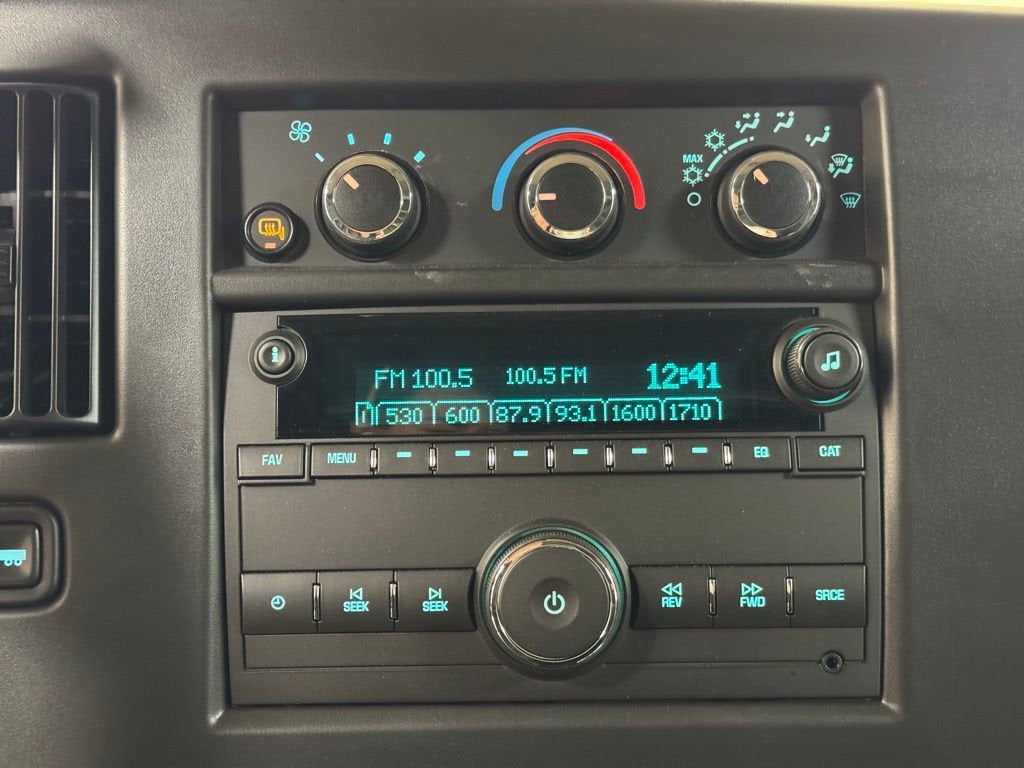 MAX
i
FM 100.5 100.5 FM 12:41
530 600 87.9 93.1 1600 1710
FAV MENU EQ CAT
SEEK SEEK REV FWD SRCE